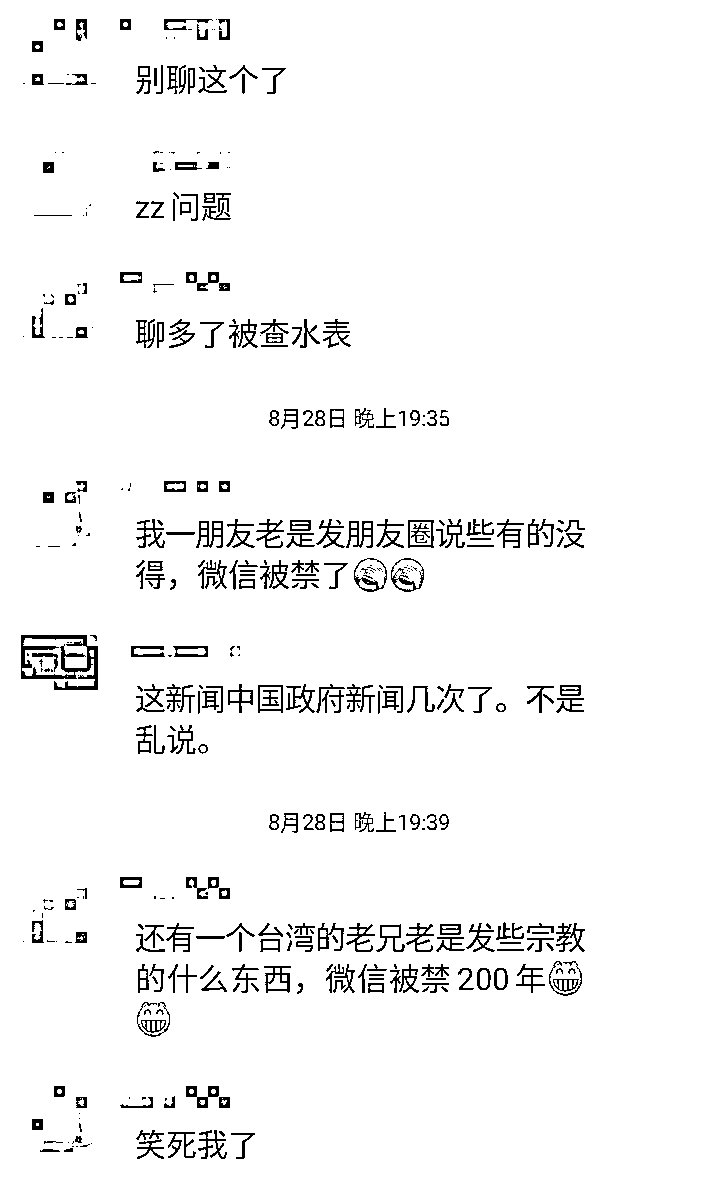 别聊这个了
zz 问题
聊多了被查水表
8月28日 晚上19:35
我一朋友老是发朋友圈说些有的没
得，微信被禁了
这新闻中国政府新闻几次了。不是
乱说。
8月28日 晚上19:39
还有一个台湾的老兄老是发些宗教
的什么东西，微信被禁 200 年
笑死我了